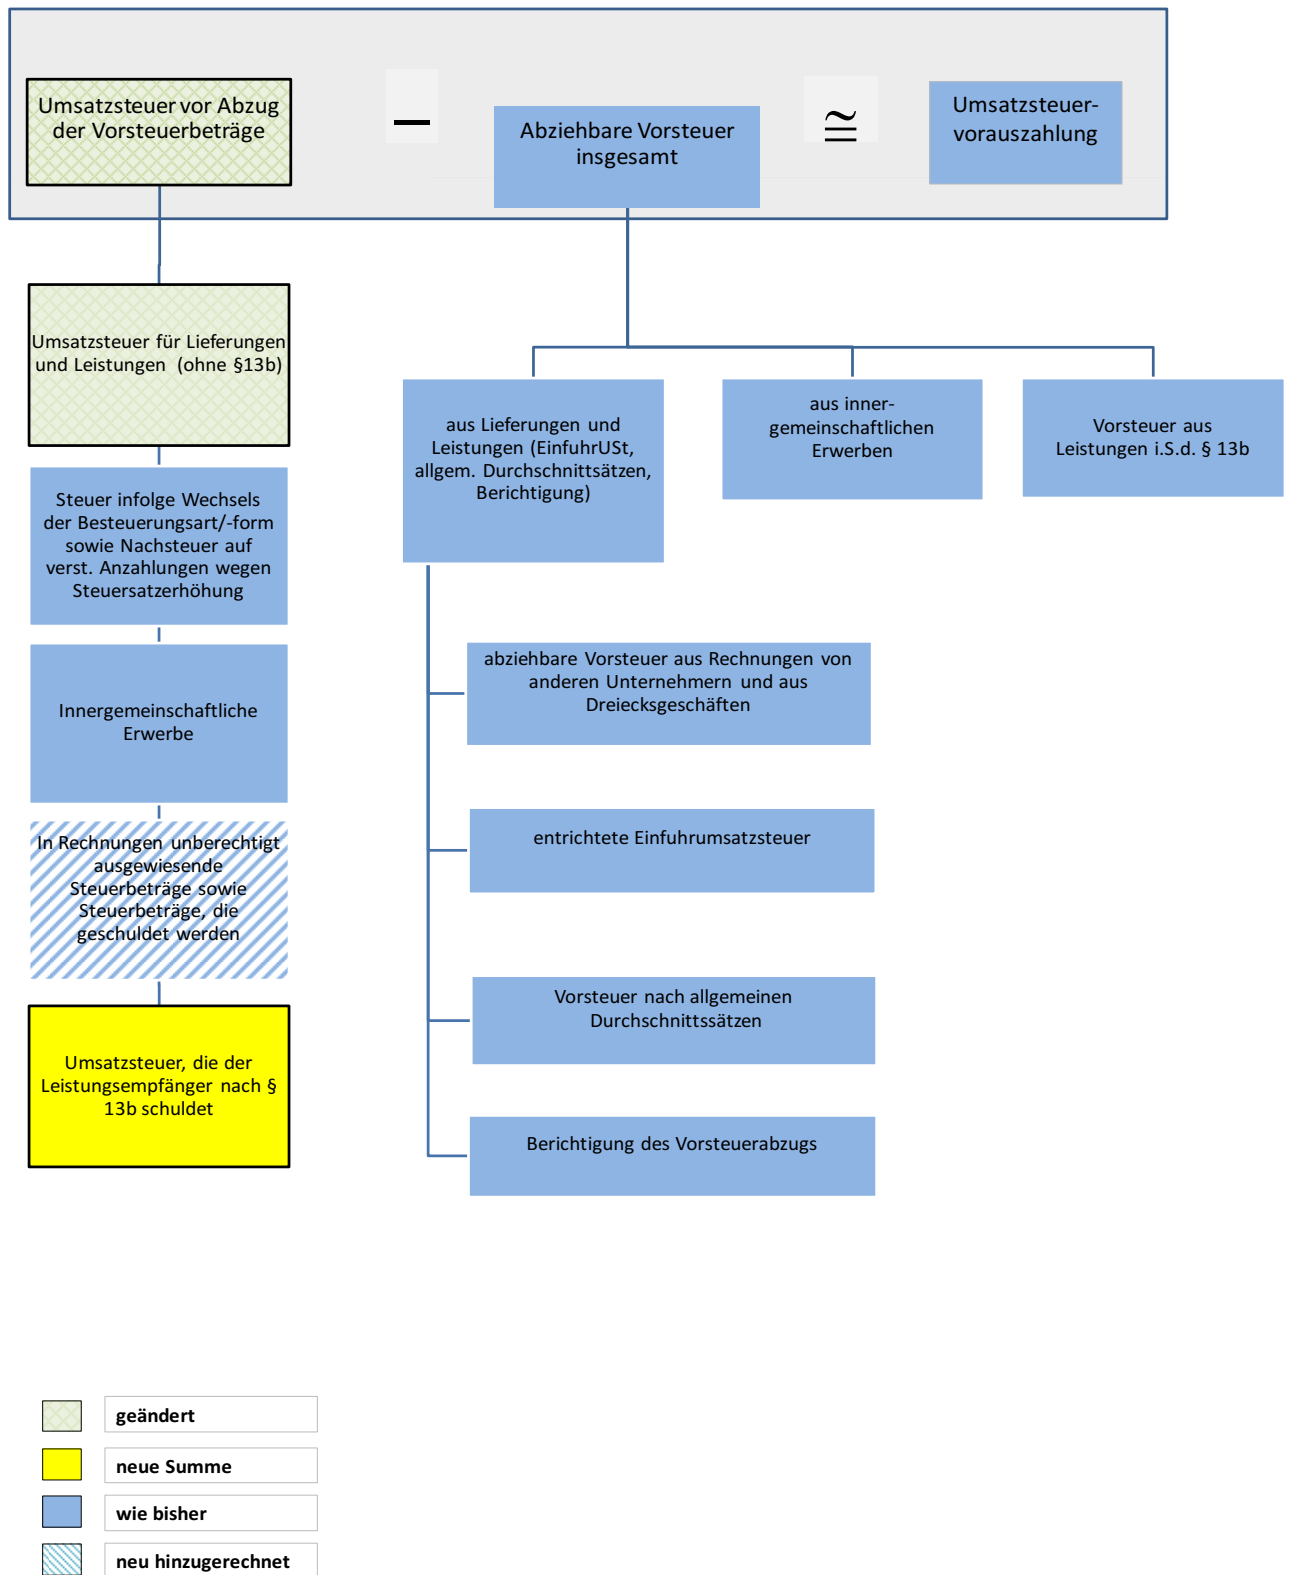 Umsatzsteuer vor Abzug
der Vorsteuerbeträge
–
Abziehbare Vorsteuer
insgesamt
≅
Umsatzsteuer-
vorauszahlung
Umsatzsteuer für Lieferungen
und Leistungen (ohne §13b)
Steuer infolge Wechsels
der Besteuerungsart/-form
sowie Nachsteuer auf
verst. Anzahlungen wegen
Steuersatzerhöhung
Innergemeinschaftliche
Erwerbe
In Rechnungen unberechtigt
ausgewiesende
Steuerbeträge sowie
Steuerbeträge, die
geschuldet werden
Umsatzsteuer, die der
Leistungsempfänger nach §
13b schuldet
aus Lieferungen und
Leistungen (EinfuhrUSt,
allgem. Durchschnittsätzen,
Berichtigung)
aus inner-
gemeinschaftlichen
Erwerben
Vorsteuer aus
Leistungen i.S.d. § 13b
abziehbare Vorsteuer aus Rechnungen von
anderen Unternehmern und aus
Dreiecksgeschäften
entrichtete Einfuhrumsatzsteuer
Vorsteuer nach allgemeinen
Durchschnittssätzen
Berichtigung des Vorsteuerabzugs
geändert
neue Summe
wie bisher
neu hinzugerechnet